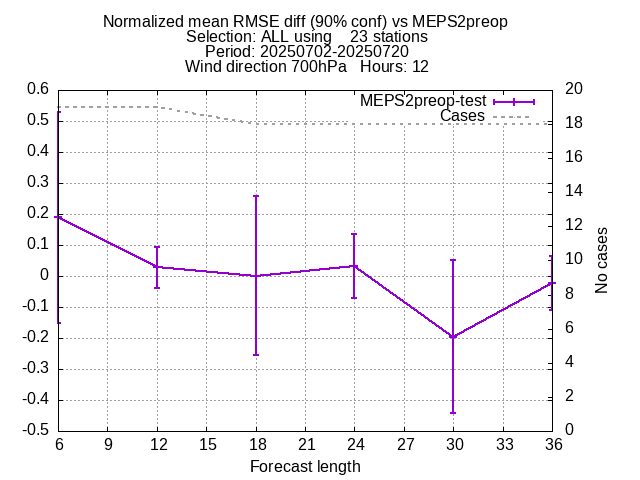 Normalized mean RMSE diff (90% conf) vs MEPS2preop
Selection: ALL using    23 stations
Period: 20250702-20250720
Wind direction 700hPa   Hours: 12
MEPS2preop-test
Cases
0.6
0.5
0.4
0.3
0.2
0.1
0
-0.1
-0.2
-0.3
-0.4
-0.5
20
18
16
14
12
10
8
6
4
2
0
No cases
6 9 12 15 18 21 24 27 30 33 36
Forecast length